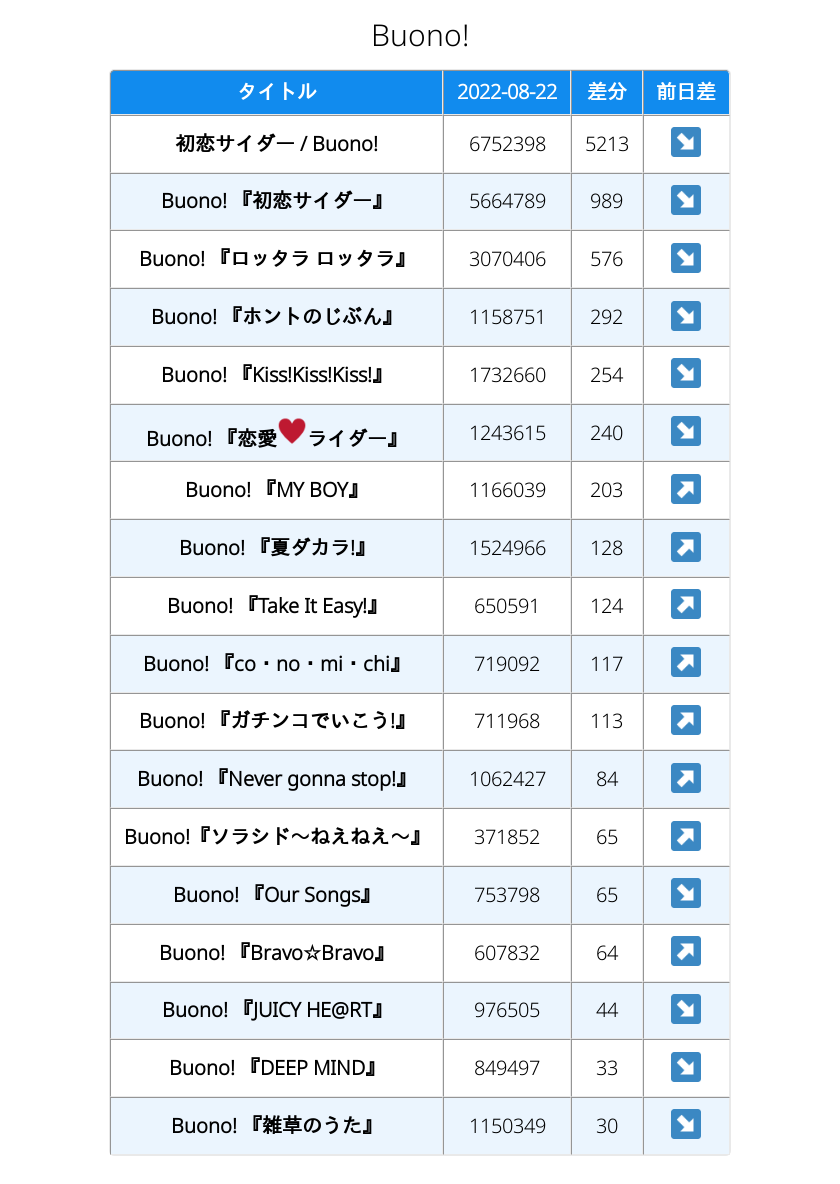 Buono!
タイトル 2022-08-22 差分 前日差
初恋サイダー / Buono! 6752398 5213 ↘
Buono! 『初恋サイダー』 5664789 989 ↘
Buono! 『ロッタラ ロッタラ』 3070406 576 ↘
Buono! 『ホントのじぶん』 1158751 292 ↘
Buono! 『Kiss!Kiss!Kiss!』 1732660 254 ↘
Buono! 『恋愛♥ライダー』 1243615 240 ↘
Buono! 『MY BOY』 1166039 203 ↗
Buono! 『夏ダカラ!』 1524966 128 ↗
Buono! 『Take It Easy!』 650591 124 ↗
Buono! 『co・no・mi・chi』 719092 117 ↗
Buono! 『ガチンコでいこう!』 711968 113 ↗
Buono! 『Never gonna stop!』 1062427 84 ↗
Buono!『ソラシド～ねえねえ～』 371852 65 ↗
Buono! 『Our Songs』 753798 65 ↘
Buono! 『Bravo☆Bravo』 607832 64 ↗
Buono! 『JUICY HE@RT』 976505 44 ↘
Buono! 『DEEP MIND』 849497 33 ↘
Buono! 『雑草のうた』 1150349 30 ↘